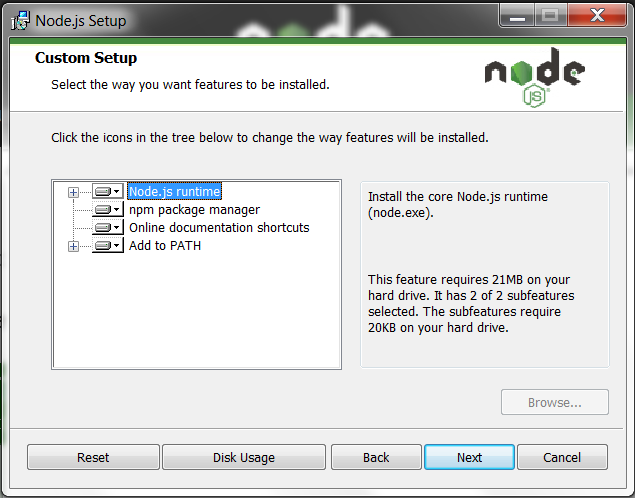 Node.js Setup
Custom Setup
Select the way you want features to be installed.
node
JS
Click the icons in the tree below to change the way features will be installed.
Node.js runtime
npm package manager
Online documentation shortcuts
Add to PATH
Install the core Node.js runtime
(node.exe).
This feature requires 21MB on your
hard drive. It has 2 of 2 subfeatures
selected. The subfeatures require
20KB on your hard drive.
Browse...
Reset
Disk Usage
Back
Next
Cancel